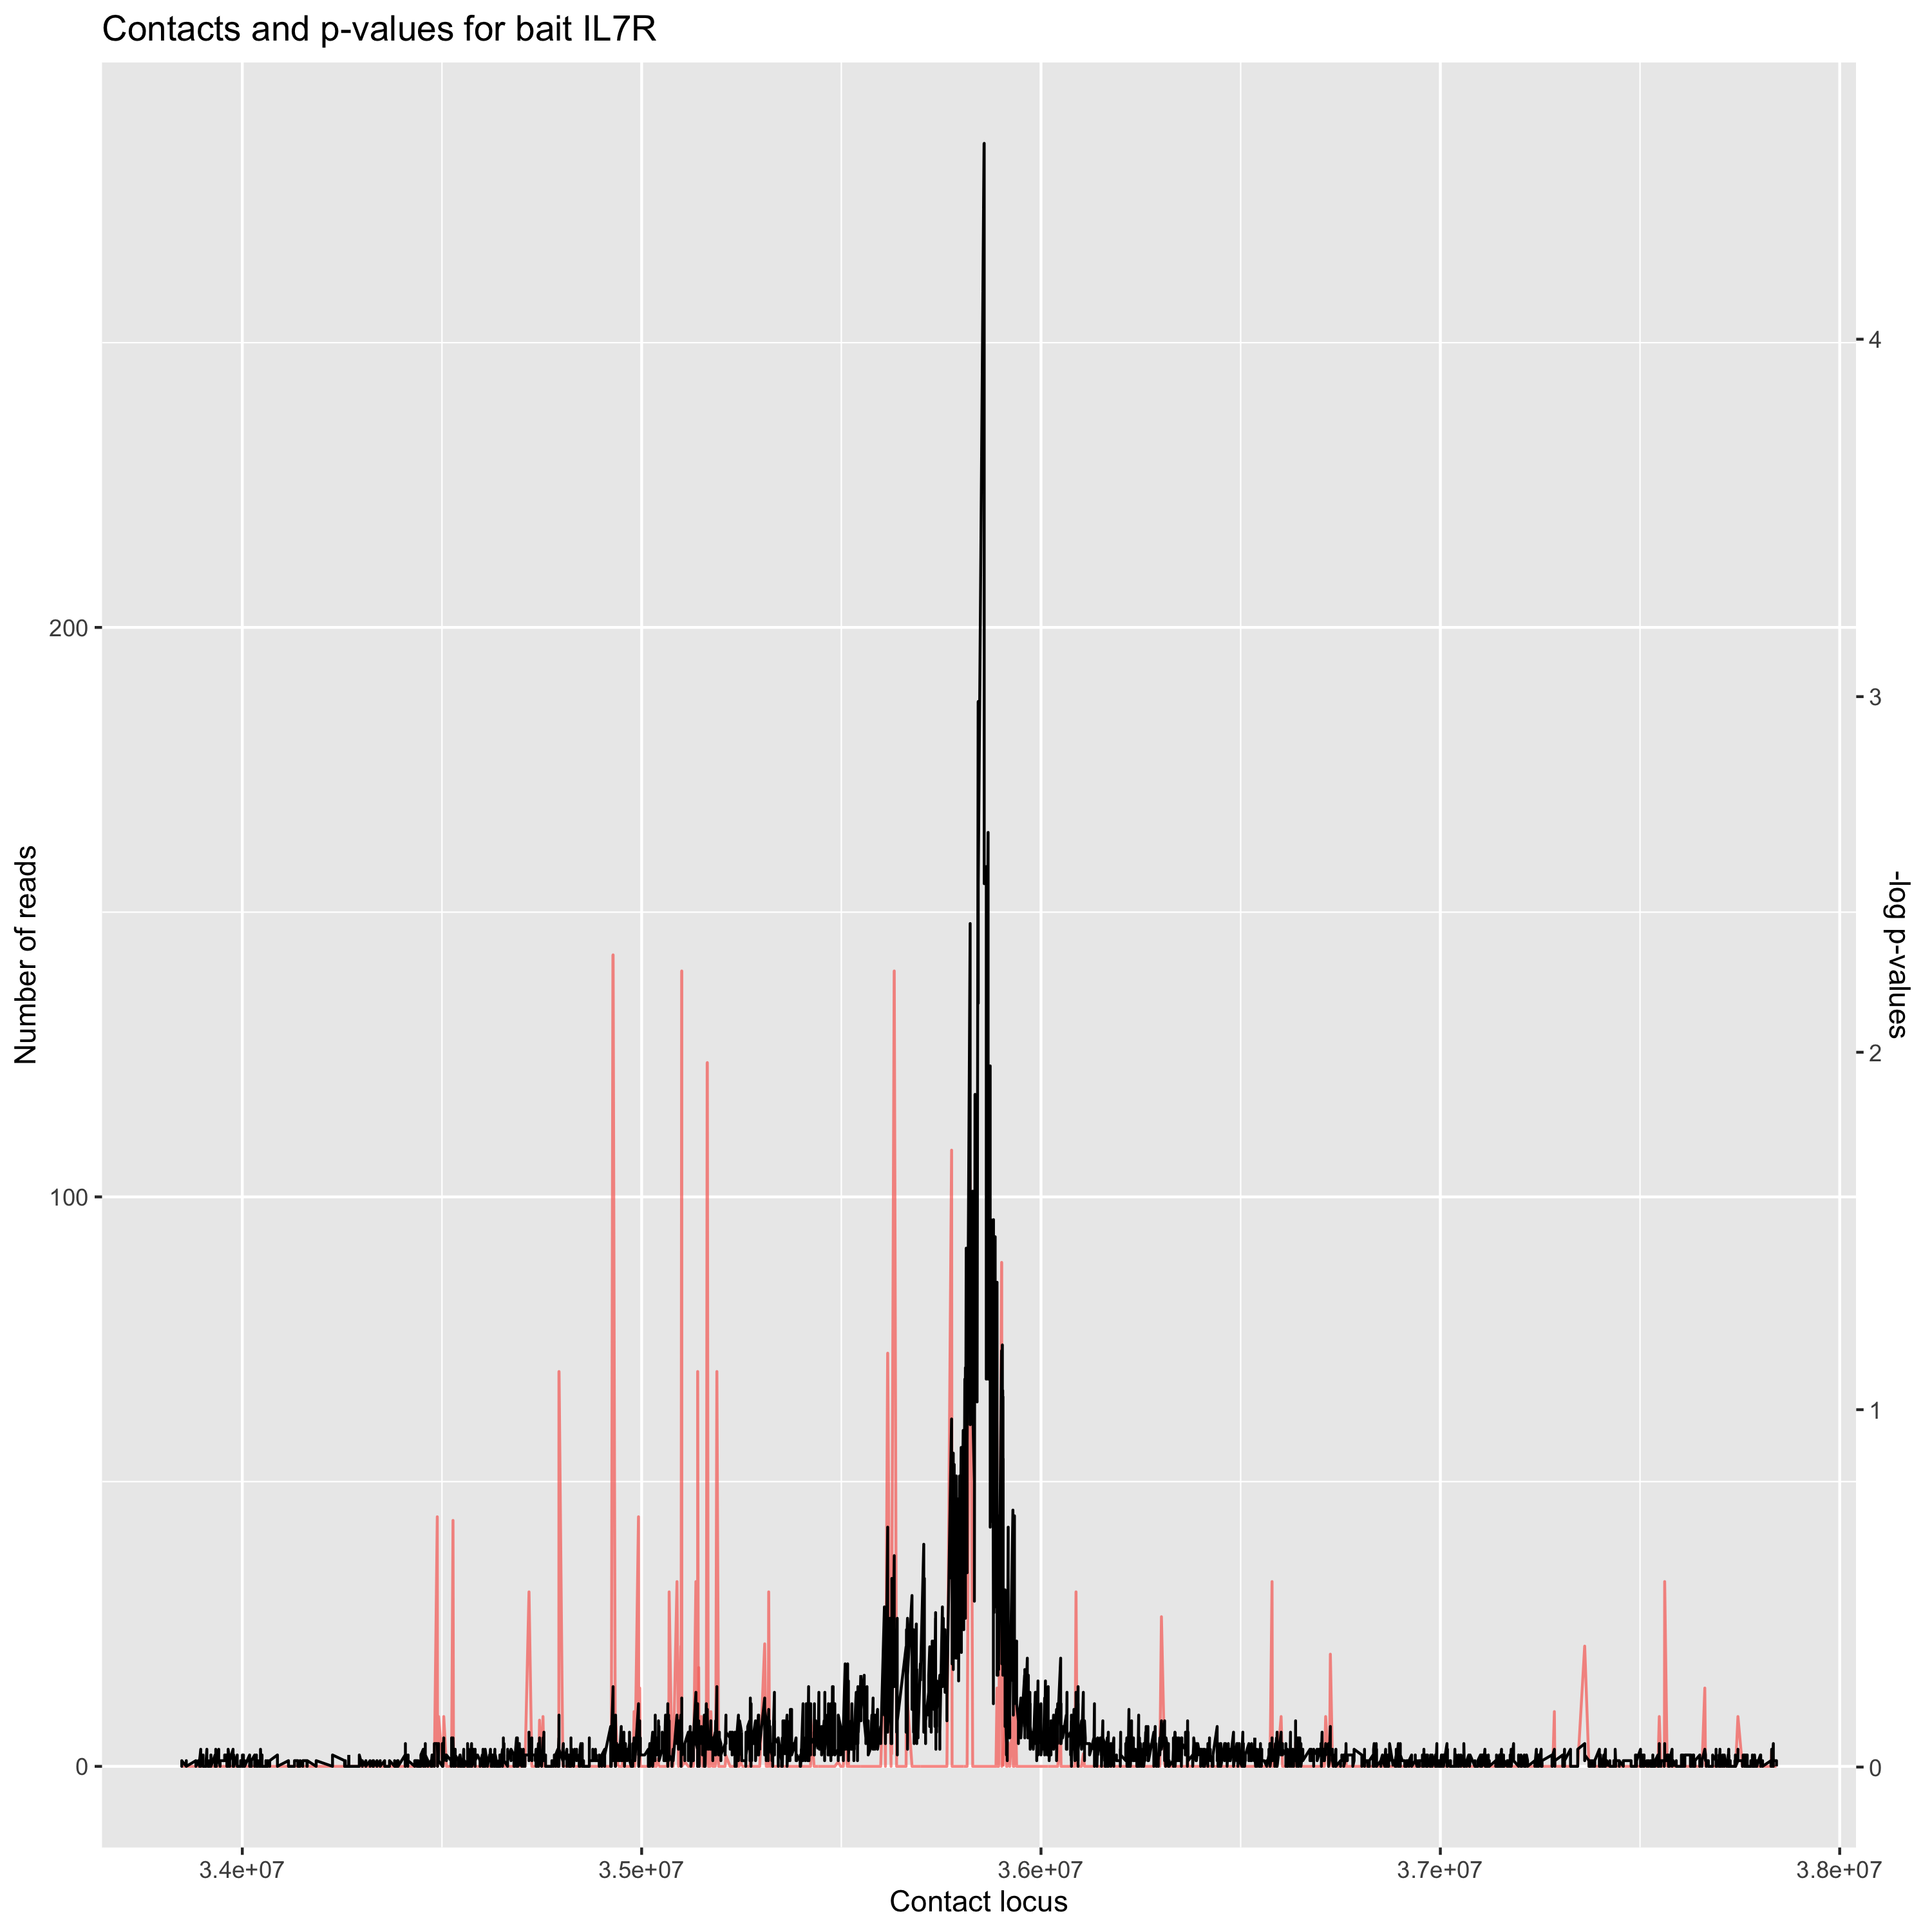 Contacts and p-values for bait IL7R
Number of reads
200
100
0
4
3
2
1
0
-log p-values
3.4e+07
3.5e+07
3.6e+07
3.7e+07
3.8e+07
Contact locus